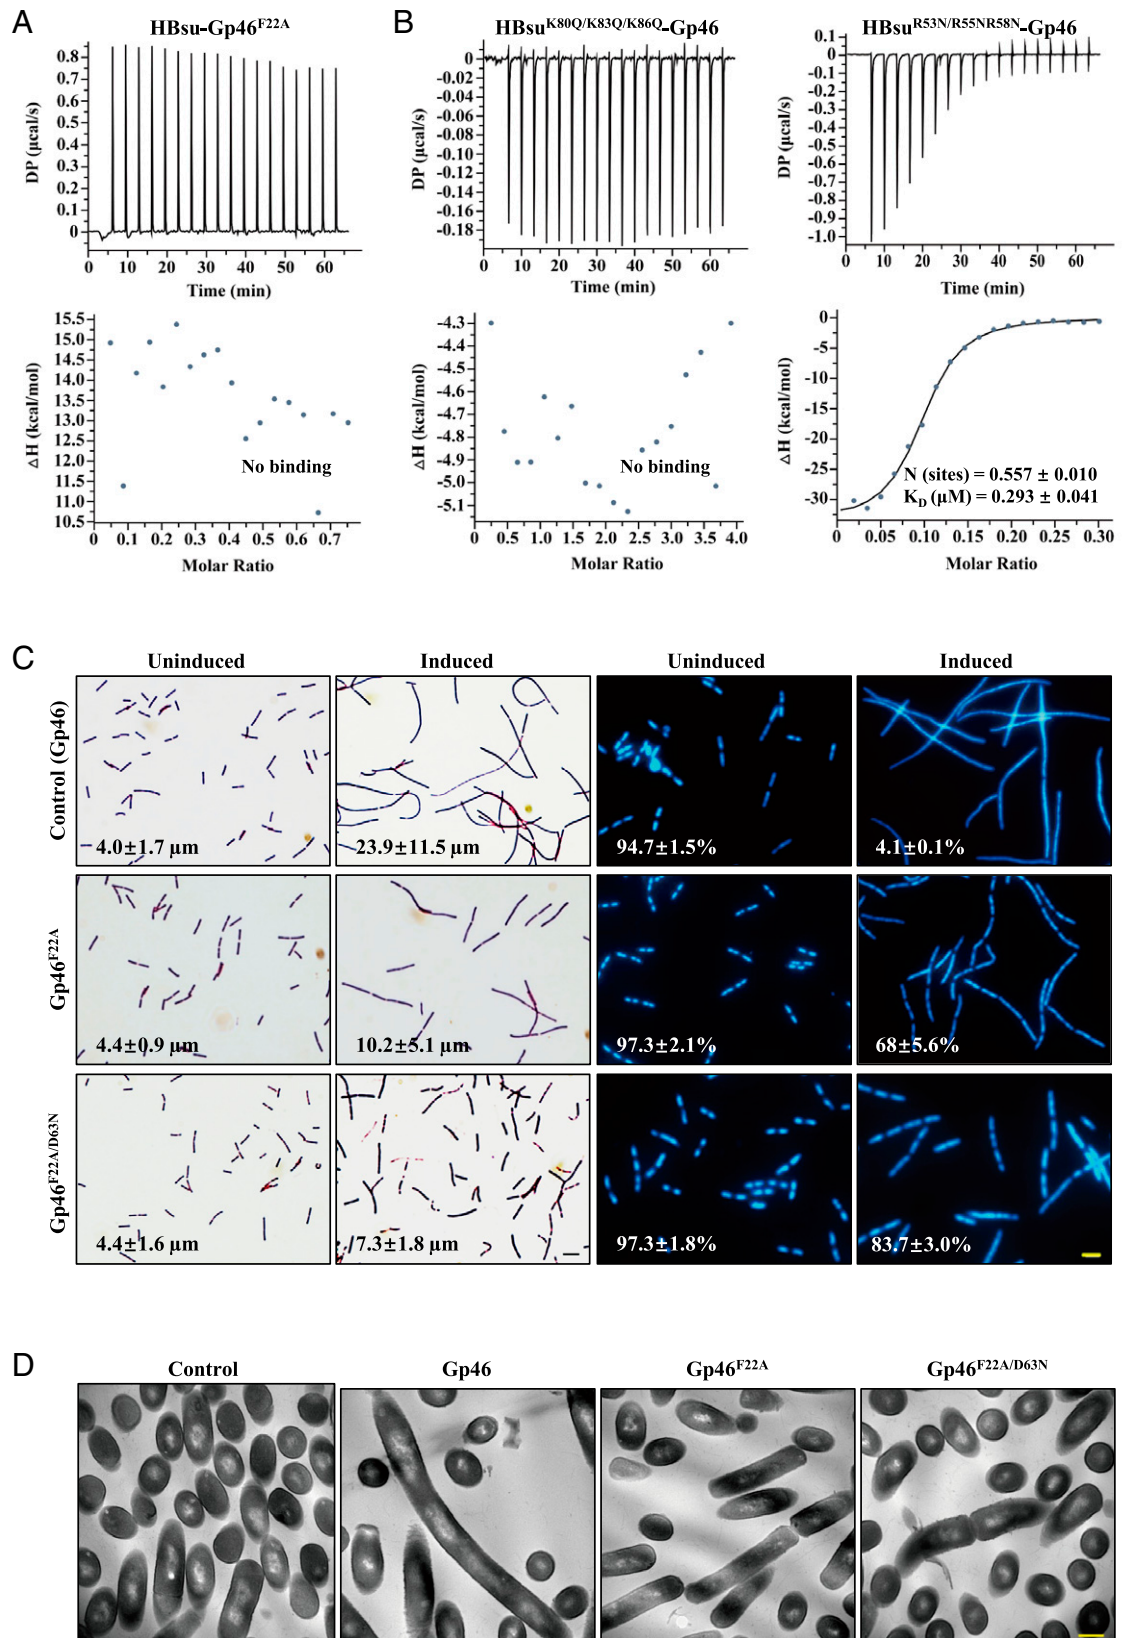 A
HBsu-Gp46F22A
0.8
0.7
0.6
0.5
0.4
0.3
0.2
0.1
0
DP (µcal/s)
0 10 20 30 40 50 60
Time (min)
15.5
15.0
14.5
14.0
13.5
13.0
12.5
12.0
11.5
11.0
10.5
△H (kcal/mol)
No binding
0 0.1 0.2 0.3 0.4 0.5 0.6 0.7
Molar Ratio
B
HBsuK80Q/K83Q/K86Q-Gp46
0
-0.02
-0.04
-0.06
-0.08
-0.10
-0.12
-0.14
-0.16
-0.18
DP (µcal/s)
0 10 20 30 40 50 60
Time (min)
-4.3
-4.4
-4.5
-4.6
-4.7
-4.8
-4.9
-5.0
-5.1
△H (kcal/mol)
No binding
0 0.5 1.0 1.5 2.0 2.5 3.0 3.5 4.0
Molar Ratio
HBsuR53N/R55NR58N-Gp46
0.1
0
-0.1
-0.2
-0.3
-0.4
-0.5
-0.6
-0.7
-0.8
-0.9
-1.0
DP (µcal/s)
0 10 20 30 40 50 60
Time (min)
0
-5
-10
-15
-20
-25
-30
△H (kcal/mol)
N (sites) = 0.557 ± 0.010
KD (µM) = 0.293 ± 0.041
0 0.05 0.10 0.15 0.20 0.25 0.30
Molar Ratio
C
Uninduced Induced Uninduced Induced
Control (Gp46)
4.0±1.7 µm 23.9±11.5 µm 94.7±1.5% 4.1±0.1%
Gp46F22A
4.4±0.9 µm 10.2±5.1 µm 97.3±2.1% 68±5.6%
Gp46F22A/D63N
4.4±1.6 µm 7.3±1.8 µm 97.3±1.8% 83.7±3.0%
D
Control Gp46 Gp46F22A Gp46F22A/D63N